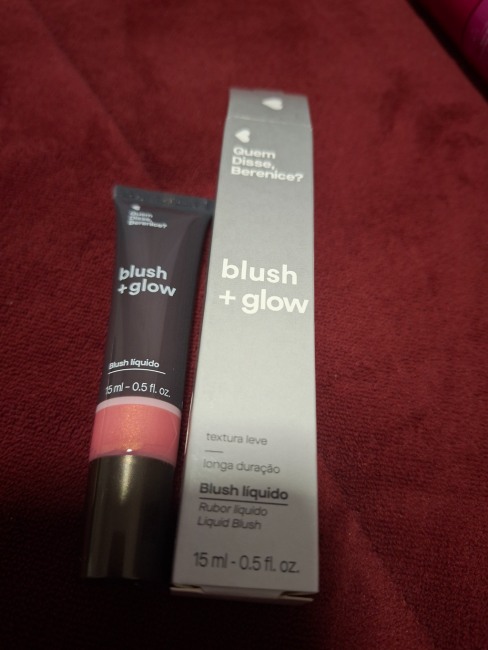 Quem
Disse,
Berenice?
blush
+ glow
Blush líquido
15 ml - 0.5 fl. oz.
Quem
Disse,
Berenice?
blush
+ glow
textura leve
longa duração
Blush líquido
Rubor líquido
Liquid Blush
15 ml - 0.5 fl. oz.